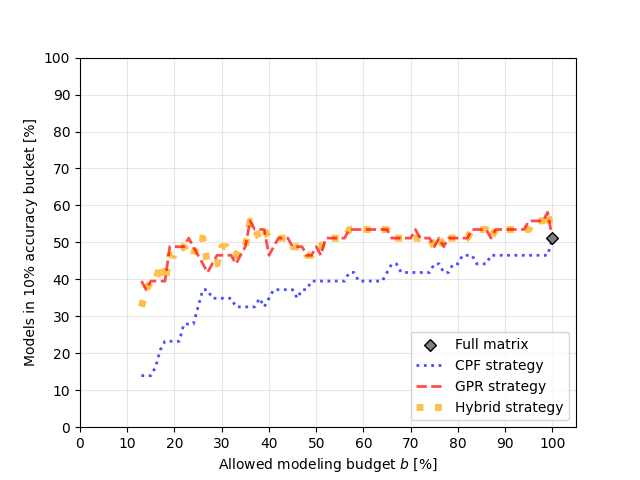 100
90
80
70
60
50
40
30
20
10
0
Models in 10% accuracy bucket [%]
0 10 20 30 40 50 60 70 80 90 100
Allowed modeling budget b [%]
Full matrix
CPF strategy
GPR strategy
Hybrid strategy